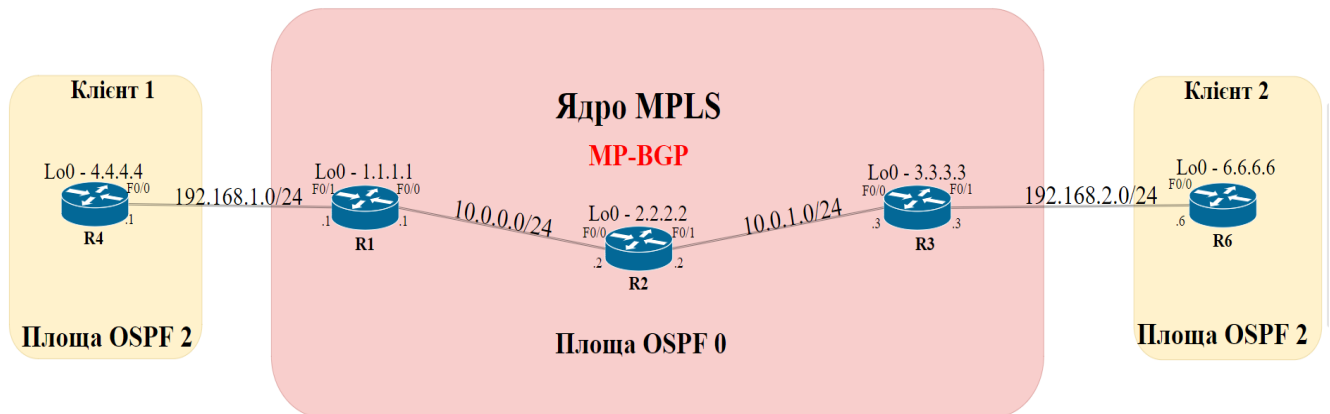 Клієнт 1
Lo0 - 4.4.4.4
F0/0
.1
R4
Площа OSPF 2
192.168.1.0/24
Ядро MPLS
MP-BGP
Lo0 - 1.1.1.1
F0/1
F0/0
.1
.1
R1
10.0.0.0/24
Lo0 - 2.2.2.2
F0/0
F0/1
.2
.2
R2
10.0.1.0/24
Lo0 - 3.3.3.3
F0/0
F0/1
.3
.3
R3
Площа OSPF 0
192.168.2.0/24
Клієнт 2
Lo0 - 6.6.6.6
F0/0
.6
R6
Площа OSPF 2